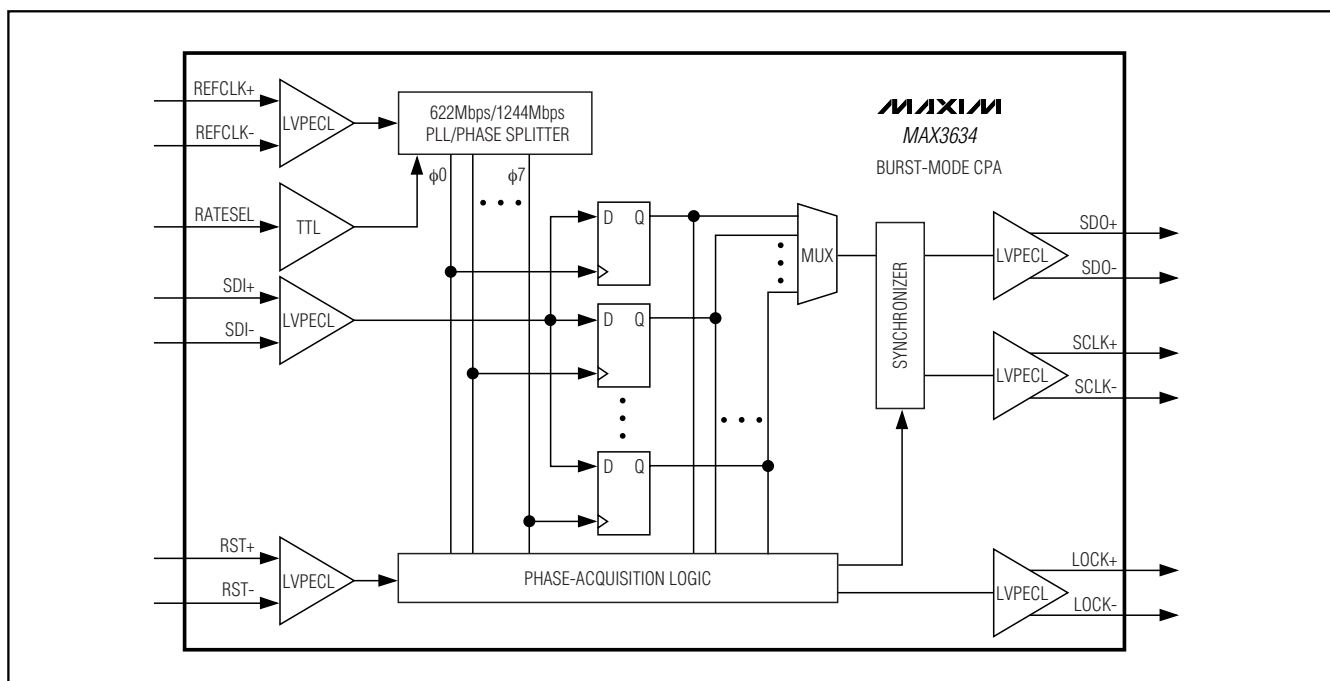 REFCLK+
LVPECL
REFCLK-
622Mbps/1244Mbps
PLL/PHASE SPLITTER
MAXIM
MAX3634
BURST-MODE CPA
ϕ0
ϕ7
RATESEL
TTL
SDI+
LVPECL
SDI-
D Q
D Q
D Q
MUX
SYNCHRONIZER
LVPECL
SDO+
SDO-
LVPECL
SCLK+
SCLK-
RST+
LVPECL
RST-
PHASE-ACQUISITION LOGIC
LVPECL
LOCK+
LOCK-